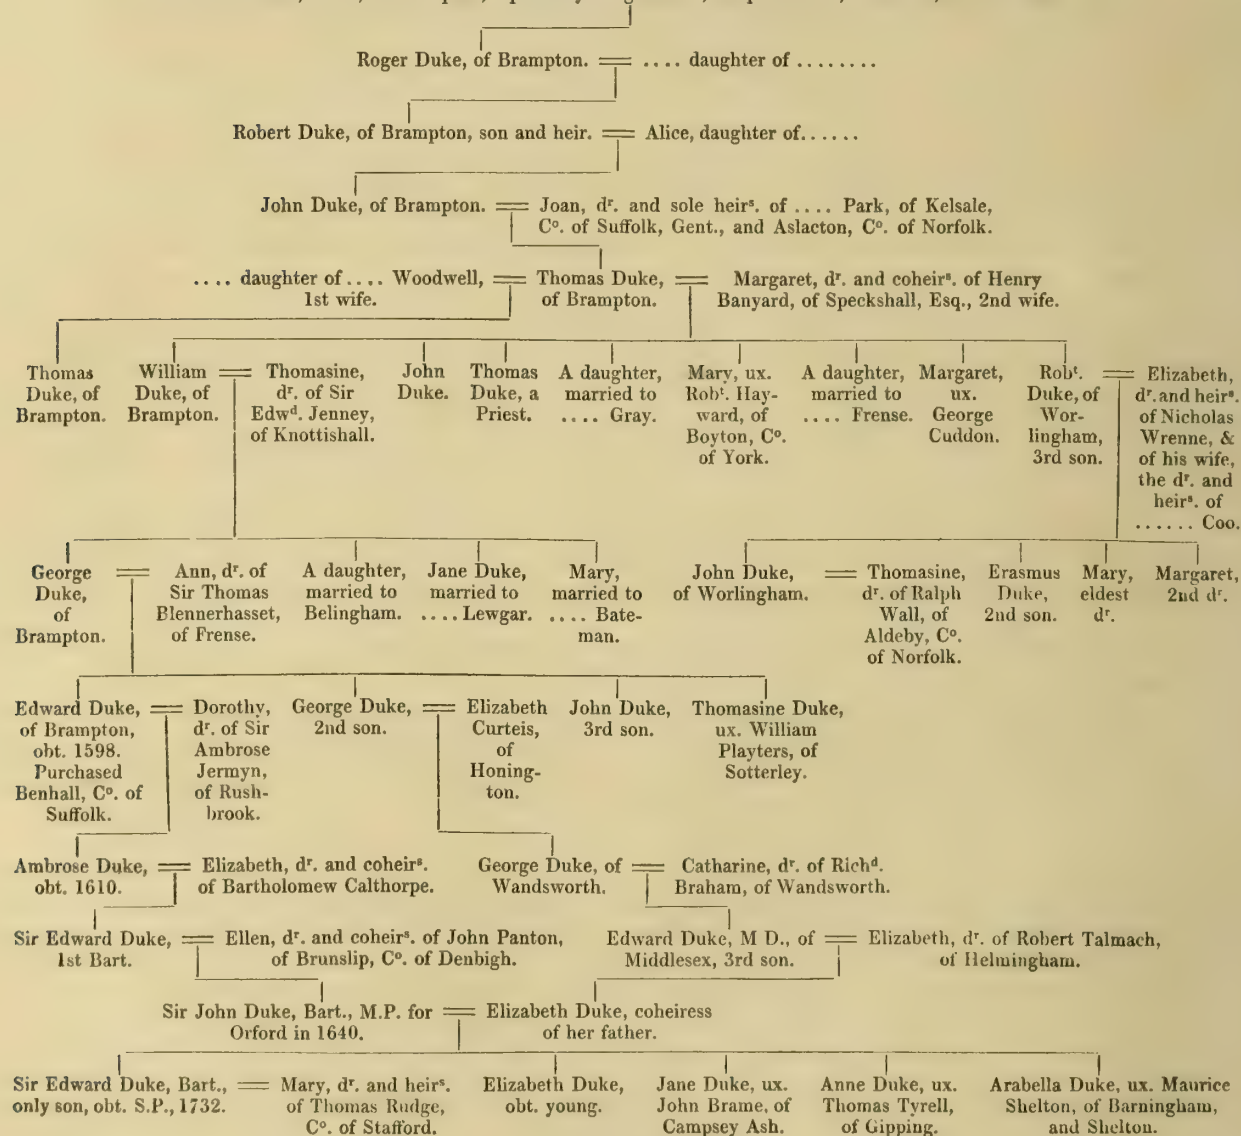 Roger Duke, of Brampton. = .... daughter of ........
Robert Duke, of Brampton, son and heir. = Alice, daughter of......
John Duke, of Brampton. = Joan, dʳ. and sole heirˢ. of .... Park, of Kelsale,
Cº. of Suffolk, Gent., and Aslacton, Cº. of Norfolk.
.... daughter of .... Woodwell, = Thomas Duke, = Margaret, dʳ. and coheirˢ. of Henry
1st wife. of Brampton. Banyard, of Speckshall, Esq., 2nd wife.
Thomas
Duke, of
Brampton.
William
Duke, of
Brampton.
=
Thomasine,
dʳ. of Sir
Edwᵈ. Jenney,
of Knottishall.
John
Duke.
Thomas
Duke, a
Priest.
A daughter,
married to
.... Gray.
Mary, ux.
Robᵗ. Hay-
ward, of
Boyton, Cº.
of York.
A daughter,
married to
.... Frense.
Margaret,
ux.
George
Cuddon.
Robᵗ.
Duke, of
Wor-
lingham,
3rd son.
=
Elizabeth,
dʳ. and heirˢ.
of Nicholas
Wrenne, &
of his wife,
the dʳ. and
heirˢ. of
...... Coo.
George
Duke,
of
Brampton.
=
Ann, dʳ. of
Sir Thomas
Blennerhasset,
of Frense.
A daughter,
married to
Belingham.
Jane Duke,
married to
.... Lewgar.
Mary,
married to
.... Bate-
man.
John Duke,
of Worlingham.
=
Thomasine,
dʳ. of Ralph
Wall, of
Aldeby, Cº.
of Norfolk.
Erasmus
Duke,
2nd son.
Mary,
eldest
dʳ.
Margaret,
2nd dʳ.
Edward Duke,
of Brampton,
obt. 1598.
Purchased
Benhall, Cº. of
Suffolk.
=
Dorothy,
dʳ. of Sir
Ambrose
Jermyn,
of Rush-
brook.
George Duke,
2nd son.
=
Elizabeth
Curteis,
of
Honing-
ton.
John Duke,
3rd son.
Thomasine Duke,
ux. William
Playters, of
Sotterley.
Ambrose Duke,
obt. 1610.
=
Elizabeth, dʳ. and coheirˢ.
of Bartholomew Calthorpe.
George Duke, of
Wandsworth.
=
Catharine, dʳ. of Richᵈ.
Braham, of Wandsworth.
Sir Edward Duke,
1st Bart.
=
Ellen, dʳ. and coheirˢ. of John Panton,
of Brunslip, Cº. of Denbigh.
Edward Duke, M D., of
Middlesex, 3rd son.
=
Elizabeth, dʳ. of Robert Talmach,
of Helmingham.
Sir John Duke, Bart., M.P. for
Orford in 1640.
=
Elizabeth Duke, coheiress
of her father.
Sir Edward Duke, Bart.,
only son, obt. S.P., 1732.
=
Mary, dʳ. and heirˢ.
of Thomas Rudge,
Cº. of Stafford.
Elizabeth Duke,
obt. young.
Jane Duke, ux.
John Brame, of
Campsey Ash.
Anne Duke, ux.
Thomas Tyrell,
of Gipping.
Arabella Duke, ux. Maurice
Shelton, of Barningham,
and Shelton.